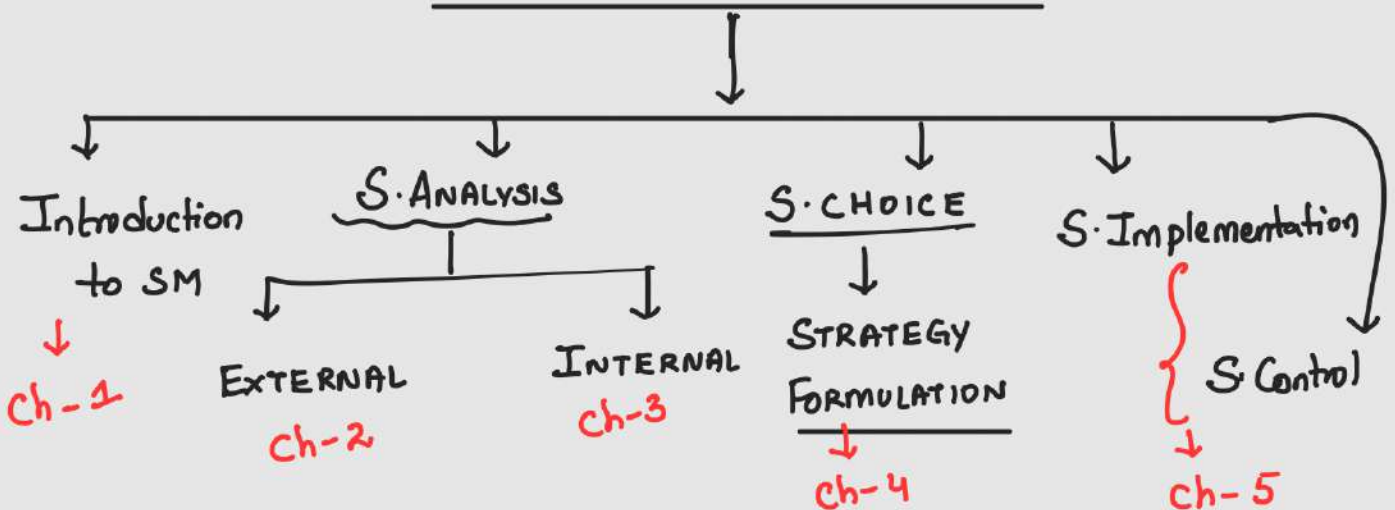 Introduction
to SM
Ch-1
S.ANALYSIS
EXTERNAL
Ch-2
INTERNAL
Ch-3
S.CHOICE
STRATEGY
FORMULATION
Ch-4
S.Implementation
S.Control
Ch-5